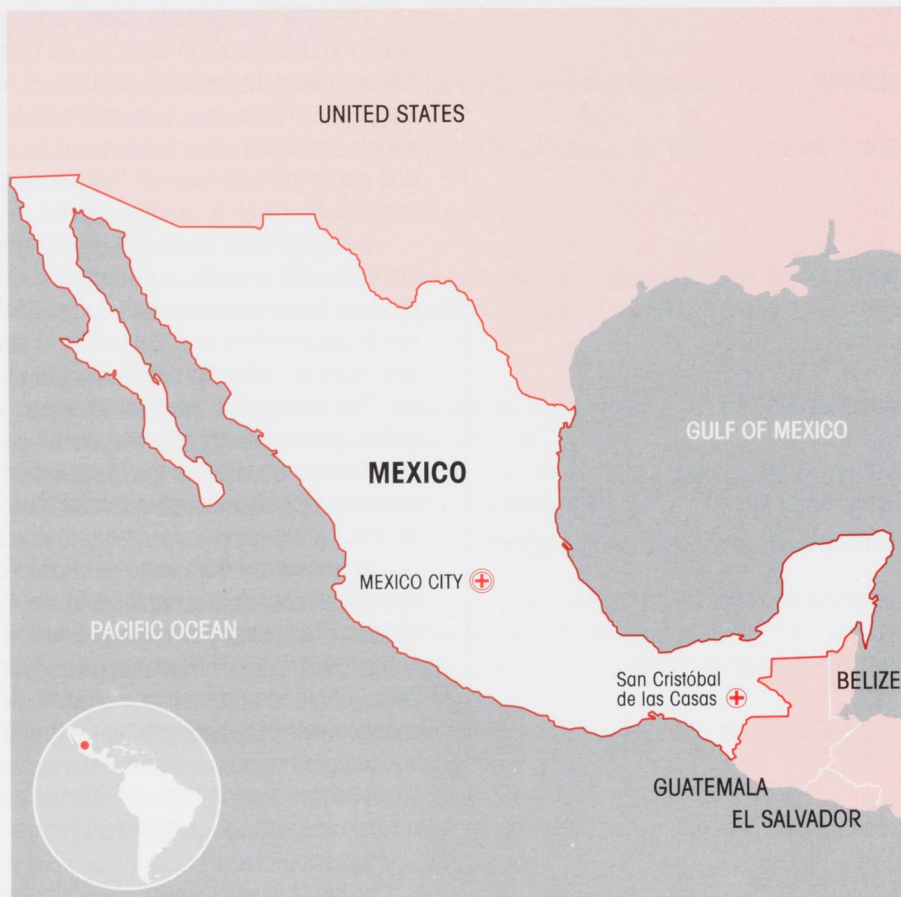 UNITED STATES
GULF OF MEXICO
MEXICO
MEXICO CITY
PACIFIC OCEAN
San Cristóbal
de las Casas
BELIZE
GUATEMALA
EL SALVADOR